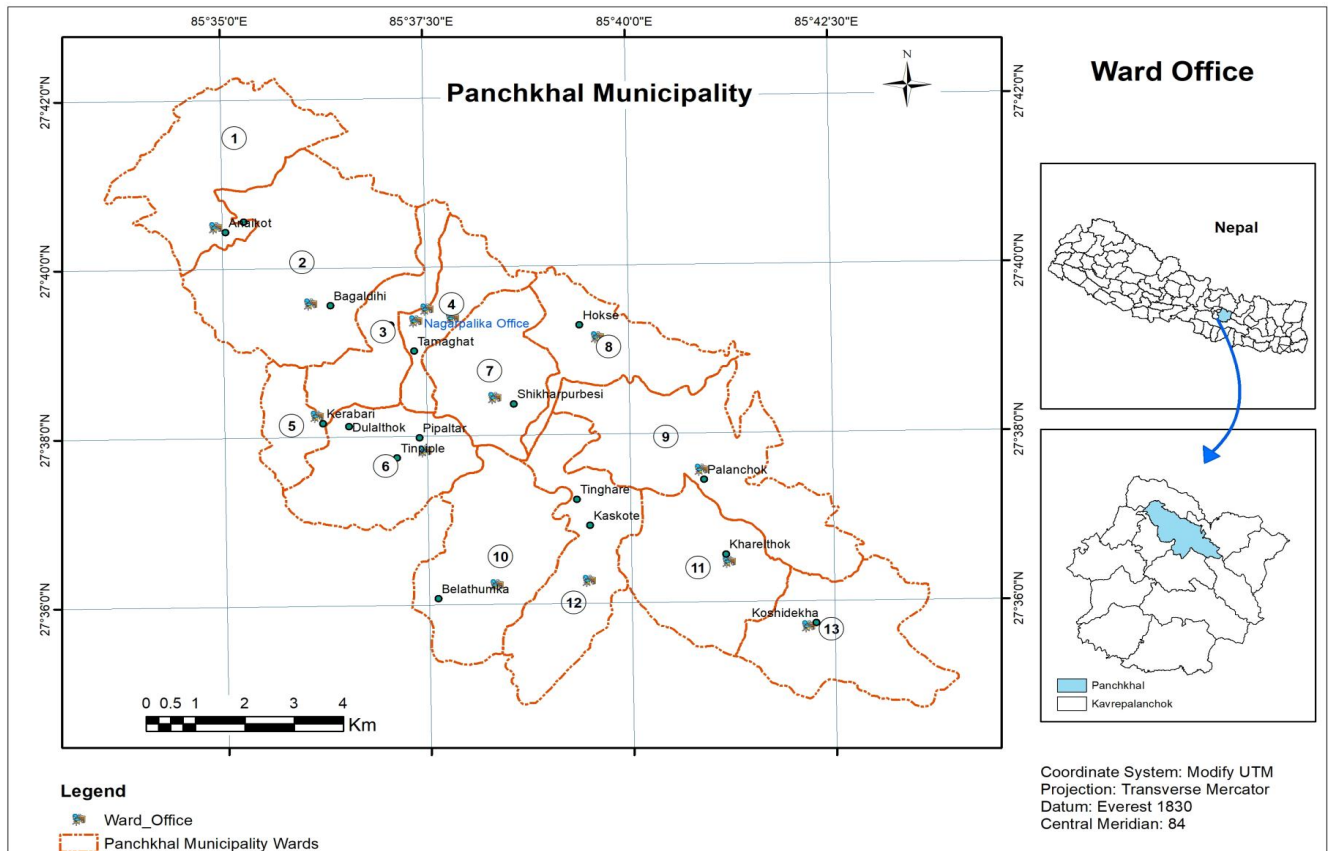 85°35'0"E
85°37'30"E
85°40'0"E
85°42'30"E
Panchkhal Municipality
N
27°42'0"N
27°42'0"N
1
Anaikot
2
27°40'0"N
27°40'0"N
Bagaldihi
4
3
Nagarpalika Office
Tamaghat
Hokse
8
7
Shikharpurbesi
5
Kerabari
Dulalthok
Pipaltar
27°38'0"N
27°38'0"N
9
Tinpiple
6
Palanchok
Tinghare
Kaskote
10
Kharelthok
11
Belathumka
12
27°36'0"N
27°36'0"N
Koshidekha
13
0 0.5 1 2 3 4
Km
Legend
Ward_Office
Panchkhal Municipality Wards
Ward Office
Nepal
Panchkhal
Kavrepalanchok
Coordinate System: Modify UTM
Projection: Transverse Mercator
Datum: Everest 1830
Central Meridian: 84